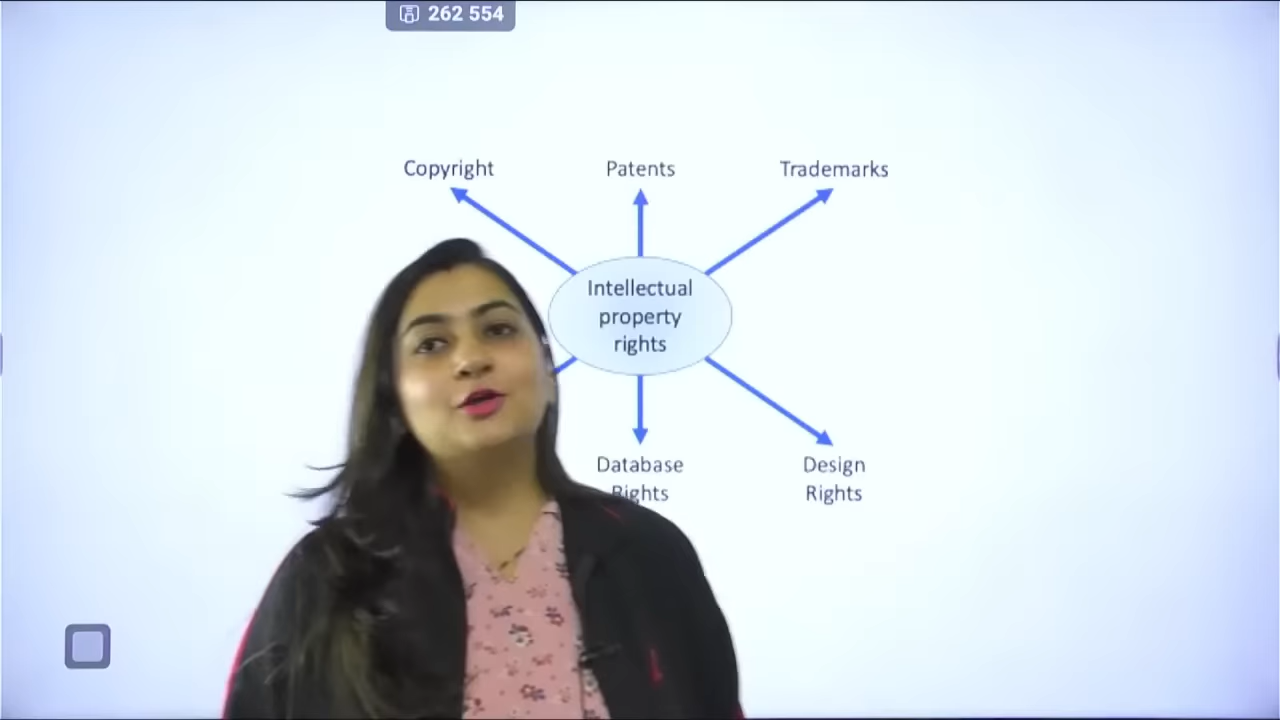 262 554
Copyright
Patents
Trademarks
Intellectual
property
rights
Database
Rights
Design
Rights